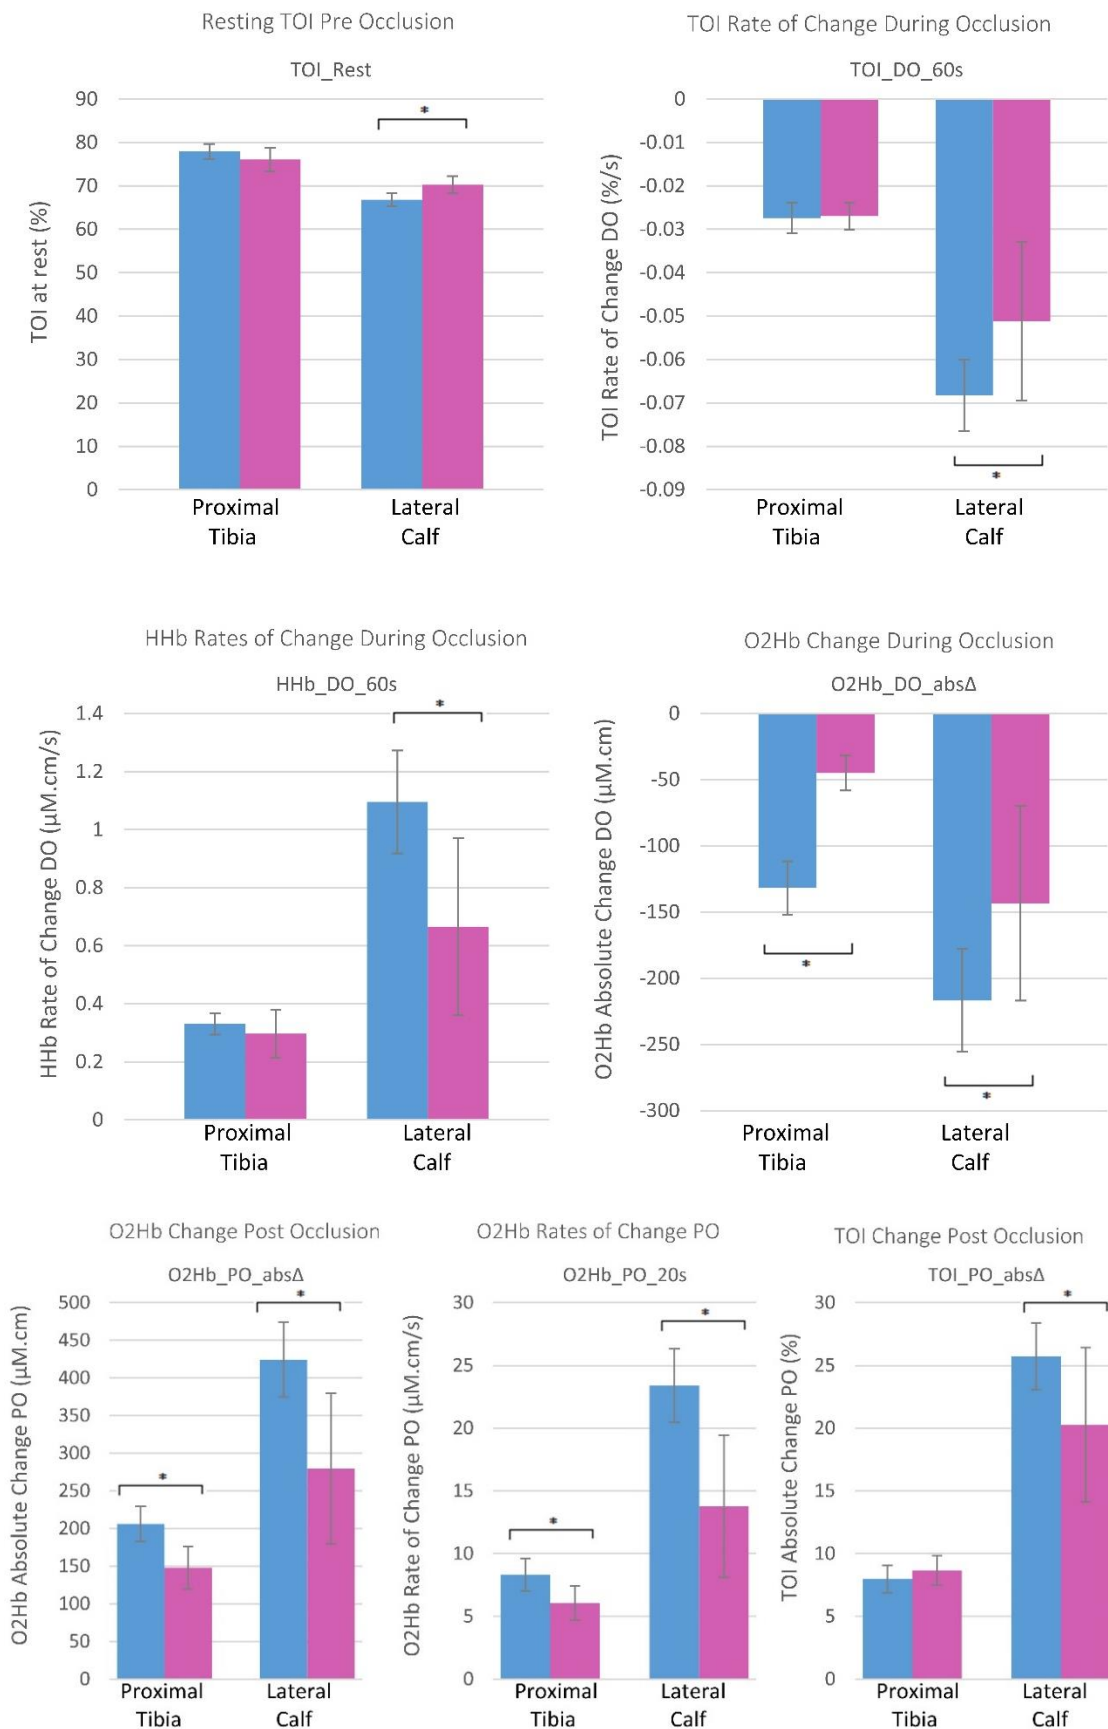 Resting TOI Pre Occlusion
TOI_Rest
TOI at rest (%)
90
80
70
60
50
40
30
20
10
0
*
Proximal
Tibia
Lateral
Calf
TOI Rate of Change During Occlusion
TOI_DO_60s
TOI Rate of Change DO (%/s)
0
-0.01
-0.02
-0.03
-0.04
-0.05
-0.06
-0.07
-0.08
-0.09
*
Proximal
Tibia
Lateral
Calf
HHb Rates of Change During Occlusion
HHb_DO_60s
HHb Rate of Change DO (µM.cm/s)
1.4
1.2
1
0.8
0.6
0.4
0.2
0
*
Proximal
Tibia
Lateral
Calf
O2Hb Change During Occlusion
O2Hb_DO_absΔ
O2Hb Absolute Change DO (µM.cm)
0
-50
-100
-150
-200
-250
-300
*
*
Proximal
Tibia
Lateral
Calf
O2Hb Change Post Occlusion
O2Hb_PO_absΔ
O2Hb Absolute Change PO (µM.cm)
500
450
400
350
300
250
200
150
100
50
0
*
*
Proximal
Tibia
Lateral
Calf
O2Hb Rates of Change PO
O2Hb_PO_20s
O2Hb Rate of Change PO (µM.cm/s)
30
25
20
15
10
5
0
*
*
Proximal
Tibia
Lateral
Calf
TOI Change Post Occlusion
TOI_PO_absΔ
TOI Absolute Change PO (%)
30
25
20
15
10
5
0
*
Proximal
Tibia
Lateral
Calf